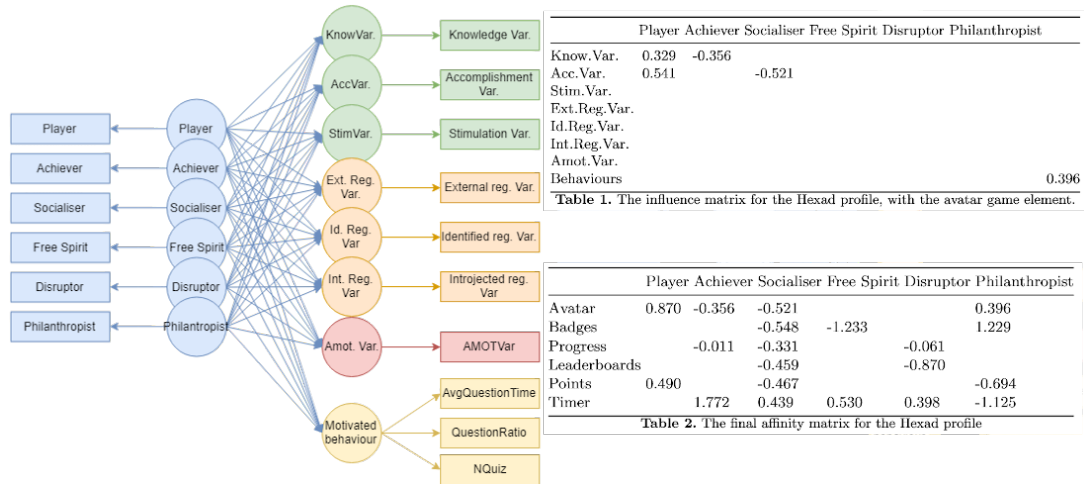 Player
Achiever
Socialiser
Free Spirit
Disruptor
Philanthropist
Player
Achiever
Socialiser
Free Spirit
Disruptor
Philantropist
KnowVar.
AccVar.
StimVar.
Ext. Reg.
Var.
Id. Reg.
Var
Int. Reg.
Var
Amot. Var.
Motivated
behaviour
Knowledge Var.
Accomplishment
Var.
Stimulation Var.
External reg. Var.
Identified reg. Var.
Introjected reg.
Var
AMOTVar
AvgQuestionTime
QuestionRatio
NQuiz
Player Achiever Socialiser Free Spirit Disruptor Philanthropist
Know.Var. 0.329 -0.356
Acc.Var. 0.541 -0.521
Stim.Var.
Ext.Reg.Var.
Id.Reg.Var.
Int.Reg.Var.
Amot.Var.
Behaviours 0.396
Table 1. The influence matrix for the Hexad profile, with the avatar game element.
Player Achiever Socialiser Free Spirit Disruptor Philanthropist
Avatar 0.870 -0.356 -0.521 0.396
Badges -0.548 -1.233 1.229
Progress -0.011 -0.331 -0.061
Leaderboards -0.459 -0.870
Points 0.490 -0.467 -0.694
Timer 1.772 0.439 0.530 0.398 -1.125
Table 2. The final affinity matrix for the Hexad profile